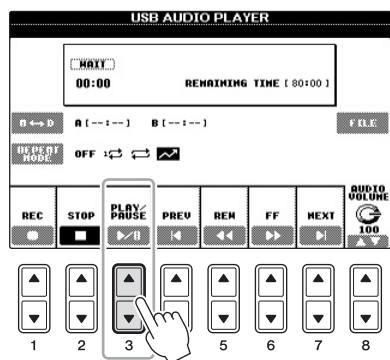 USB AUDIO PLAYER
WAIT
00:00 REMAINING TIME [ 80:00 ]
A [--:--] B [--:--]
FILE
REPEAT MODE
OFF
AUDIO VOLUME
REC STOP PLAY/PAUSE PREV REW FF NEXT
100
1 2 3 5 6 7 8